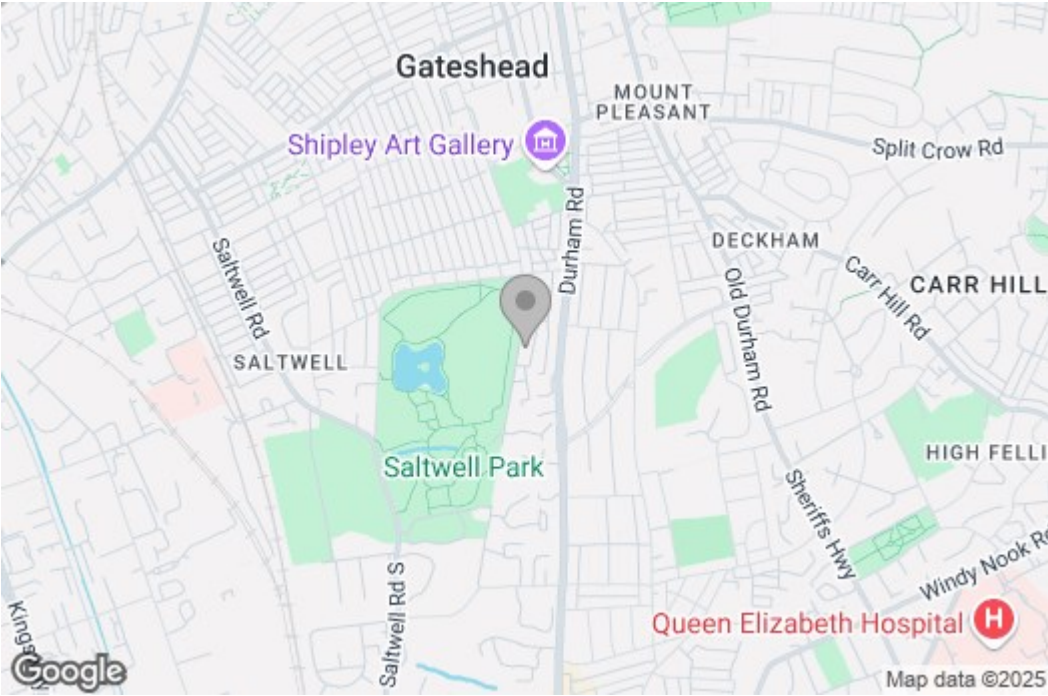 Gateshead
MOUNT
PLEASANT
Shipley Art Gallery
Split Crow Rd
Durham Rd
DECKHAM
Saltwell Rd
Old Durham Rd
Carr Hill Rd
CARR HILL
SALTWELL
HIGH FELLI
Saltwell Park
Sheriffs Hwy
Windy Nook Rd
Saltwell Rd S
Queen Elizabeth Hospital
H
Google
Map data ©2025